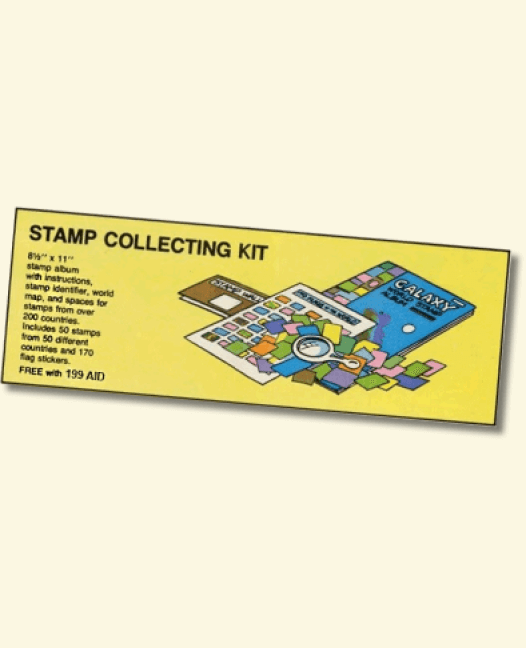 STAMP COLLECTING KIT
8½″ x 11″
stamp album
with instructions,
stamp identifier, world
map, and spaces for
stamps from over
200 countries.
Includes 50 stamps
from 50 different
countries and 170
flag stickers.
FREE with 199 AID
GALAXY
ALBUM